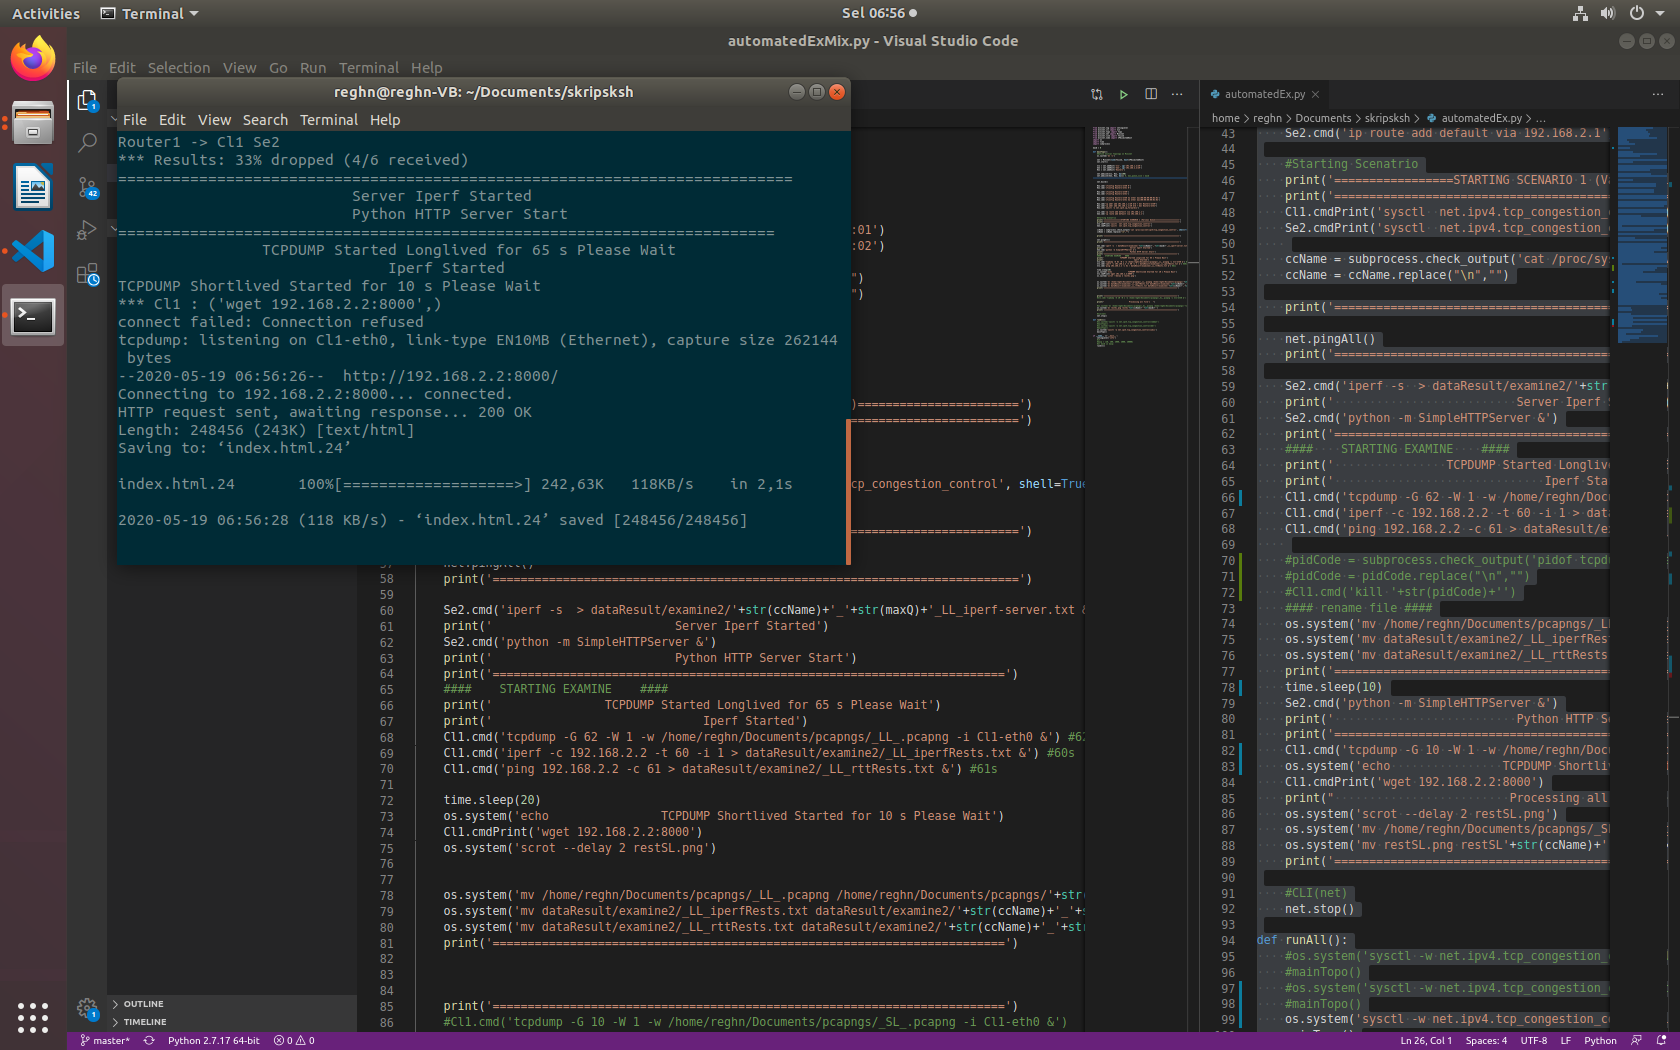 Activities Terminal Sel 06:56
automatedExMix.py - Visual Studio Code
File Edit Selection View Go Run Terminal Help
reghn@reghn-VB: ~/Documents/skripsksh
File Edit View Search Terminal Help
Router1 -> Cl1 Se2
*** Results: 33% dropped (4/6 received)
===========================================================================
Server Iperf Started
Python HTTP Server Start
=========================================================================
TCPDUMP Started Longlived for 65 s Please Wait
Iperf Started
TCPDUMP Shortlived Started for 10 s Please Wait
*** Cl1 : ('wget 192.168.2.2:8000',)
connect failed: Connection refused
tcpdump: listening on Cl1-eth0, link-type EN10MB (Ethernet), capture size 262144
bytes
--2020-05-19 06:56:26--  http://192.168.2.2:8000/
Connecting to 192.168.2.2:8000... connected.
HTTP request sent, awaiting response... 200 OK
Length: 248456 (243K) [text/html]
Saving to: ‘index.html.24’
index.html.24       100%[===================>] 242,63K   118KB/s    in 2,1s
2020-05-19 06:56:28 (118 KB/s) - ‘index.html.24’ saved [248456/248456]
:01')
:02')
")
")
)=======================')
=======================')
cp_congestion_control', shell=True
=======================')
57 net.pingAll()
58 print('===========================================================================')
59
60 Se2.cmd('iperf -s  > dataResult/examine2/'+str(ccName)+'_'+str(maxQ)+'_LL_iperf-server.txt &
61 print('                          Server Iperf Started')
62 Se2.cmd('python -m SimpleHTTPServer &')
63 print('                          Python HTTP Server Start')
64 print('=========================================================================')
65 ####    STARTING EXAMINE    ####
66 print('                TCPDUMP Started Longlived for 65 s Please Wait')
67 print('                              Iperf Started')
68 Cl1.cmd('tcpdump -G 62 -W 1 -w /home/reghn/Documents/pcapngs/_LL_.pcapng -i Cl1-eth0 &') #62
69 Cl1.cmd('iperf -c 192.168.2.2 -t 60 -i 1 > dataResult/examine2/_LL_iperfRests.txt &') #60s
70 Cl1.cmd('ping 192.168.2.2 -c 61 > dataResult/examine2/_LL_rttRests.txt &') #61s
71
72 time.sleep(20)
73 os.system('echo                TCPDUMP Shortlived Started for 10 s Please Wait')
74 Cl1.cmdPrint('wget 192.168.2.2:8000')
75 os.system('scrot --delay 2 restSL.png')
76
77
78 os.system('mv /home/reghn/Documents/pcapngs/_LL_.pcapng /home/reghn/Documents/pcapngs/'+str(
79 os.system('mv dataResult/examine2/_LL_iperfRests.txt dataResult/examine2/'+str(ccName)+'_'+s
80 os.system('mv dataResult/examine2/_LL_rttRests.txt dataResult/examine2/'+str(ccName)+'_'+str
81 print('=========================================================================')
82
83
84
85 print('=========================================================================')
86 #Cl1.cmd('tcpdump -G 10 -W 1 -w /home/reghn/Documents/pcapngs/_SL_.pcapng -i Cl1-eth0 &')
automatedEx.py
home > reghn > Documents > skripsksh > automatedEx.py > ...
43 Se2.cmd('ip route add default via 192.168.2.1'
44
45 #Starting Scenatrio
46 print('=================STARTING SCENARIO 1 (Va
47 print('=======================================
48 Cl1.cmdPrint('sysctl  net.ipv4.tcp_congestion_
49 Se2.cmdPrint('sysctl  net.ipv4.tcp_congestion_
50
51 ccName = subprocess.check_output('cat /proc/sy
52 ccName = ccName.replace("\n","")
53
54 print('=======================================
55
56 net.pingAll()
57 print('=======================================
58
59 Se2.cmd('iperf -s  > dataResult/examine2/'+str
60 print('                          Server Iperf S
61 Se2.cmd('python -m SimpleHTTPServer &')
62 print('=======================================
63 ####    STARTING EXAMINE    ####
64 print('                TCPDUMP Started Longlive
65 print('                              Iperf Sta
66 Cl1.cmd('tcpdump -G 62 -W 1 -w /home/reghn/Doc
67 Cl1.cmd('iperf -c 192.168.2.2 -t 60 -i 1 > dat
68 Cl1.cmd('ping 192.168.2.2 -c 61 > dataResult/e
69
70 #pidCode = subprocess.check_output('pidof tcpd
71 #pidCode = pidCode.replace("\n","")
72 #Cl1.cmd('kill '+str(pidCode)+'')
73 #### rename file ####
74 os.system('mv /home/reghn/Documents/pcapngs/_L
75 os.system('mv dataResult/examine2/_LL_iperfRes
76 os.system('mv dataResult/examine2/_LL_rttRests
77 print('=======================================
78 time.sleep(10)
79 Se2.cmd('python -m SimpleHTTPServer &')
80 print('                          Python HTTP Se
81 print('=======================================
82 Cl1.cmd('tcpdump -G 10 -W 1 -w /home/reghn/Doc
83 os.system('echo                TCPDUMP Shortli
84 Cl1.cmdPrint('wget 192.168.2.2:8000')
85 print("                         Processing all
86 os.system('scrot --delay 2 restSL.png')
87 os.system('mv /home/reghn/Documents/pcapngs/_S
88 os.system('mv restSL.png restSL'+str(ccName)+'
89 print('=======================================
90
91 #CLI(net)
92 net.stop()
93
94 def runAll():
95 #os.system('sysctl -w net.ipv4.tcp_congestion_
96 #mainTopo()
97 #os.system('sysctl -w net.ipv4.tcp_congestion_
98 #mainTopo()
99 os.system('sysctl -w net.ipv4.tcp_congestion_co
OUTLINE
TIMELINE
master* Python 2.7.17 64-bit 0 0 Ln 26, Col 1 Spaces: 4 UTF-8 LF Python